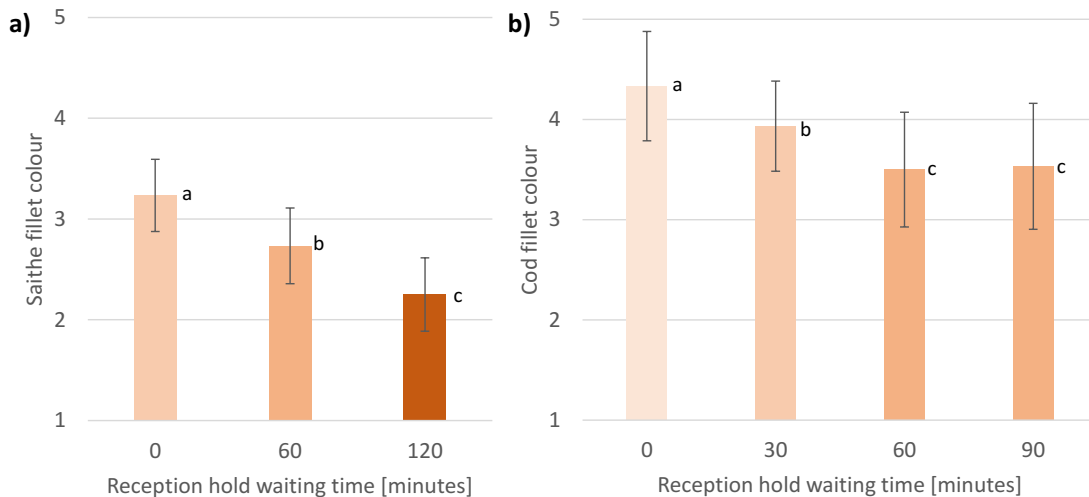 a)
Saithe fillet colour
5
4
3
2
1
a
b
c
0 60 120
Reception hold waiting time [minutes]
b)
Cod fillet colour
5
4
3
2
1
a
b
c
c
0 30 60 90
Reception hold waiting time [minutes]